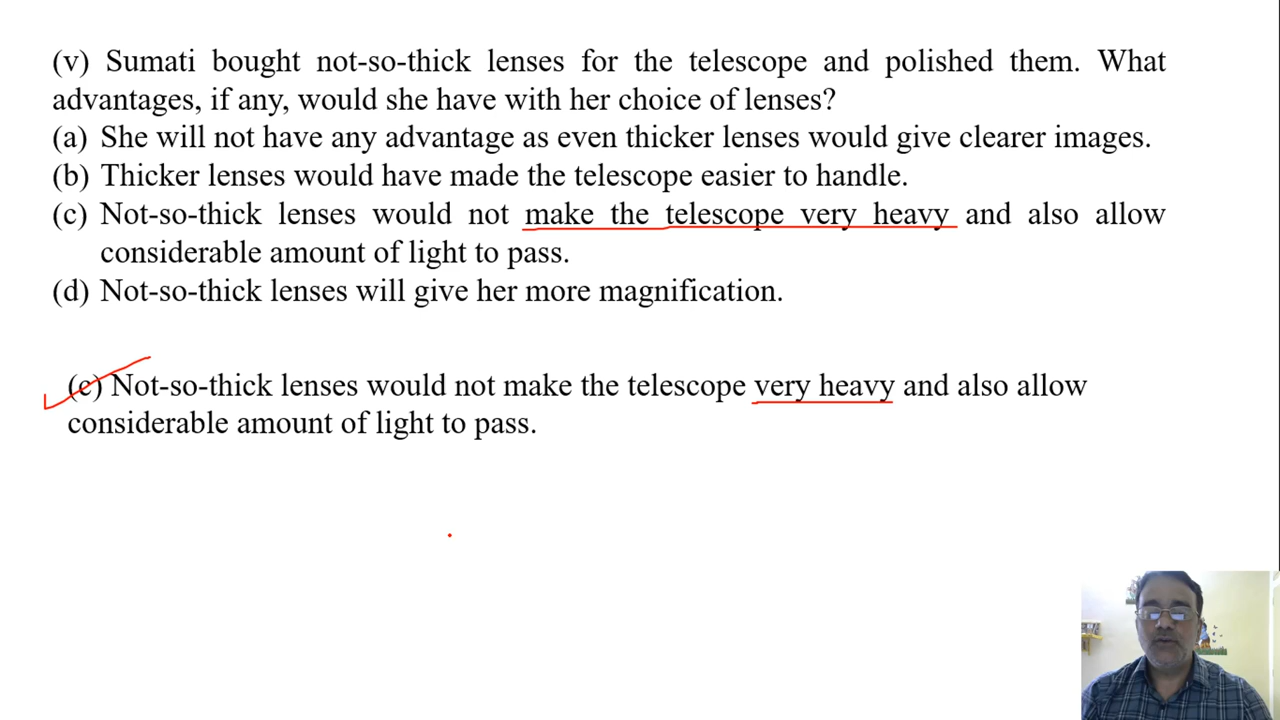 (v) Sumati bought not-so-thick lenses for the telescope and polished them. What
advantages, if any, would she have with her choice of lenses?
(a) She will not have any advantage as even thicker lenses would give clearer images.
(b) Thicker lenses would have made the telescope easier to handle.
(c) Not-so-thick lenses would not make the telescope very heavy and also allow
considerable amount of light to pass.
(d) Not-so-thick lenses will give her more magnification.
(c) Not-so-thick lenses would not make the telescope very heavy and also allow
considerable amount of light to pass.